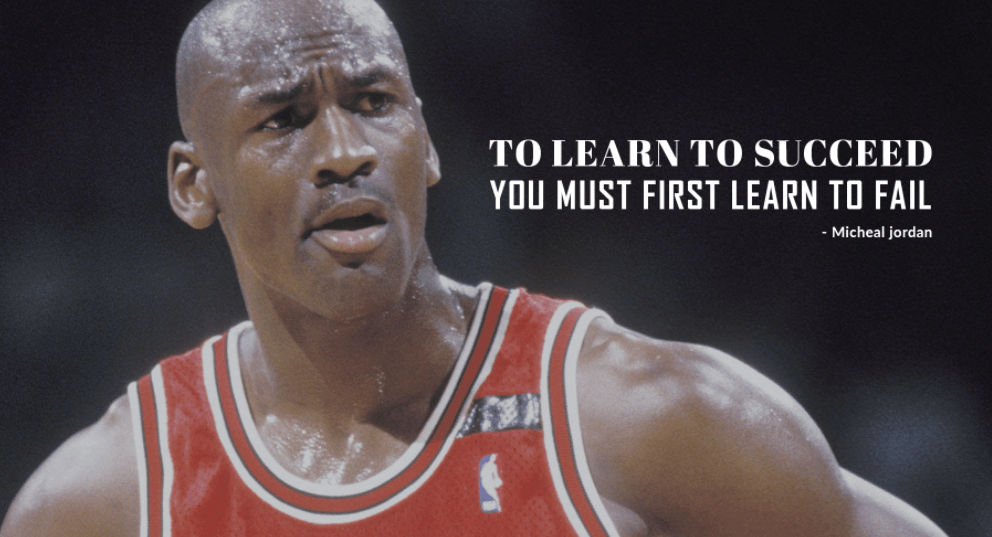 TO LEARN TO SUCCEED
YOU MUST FIRST LEARN TO FAIL
- Micheal jordan